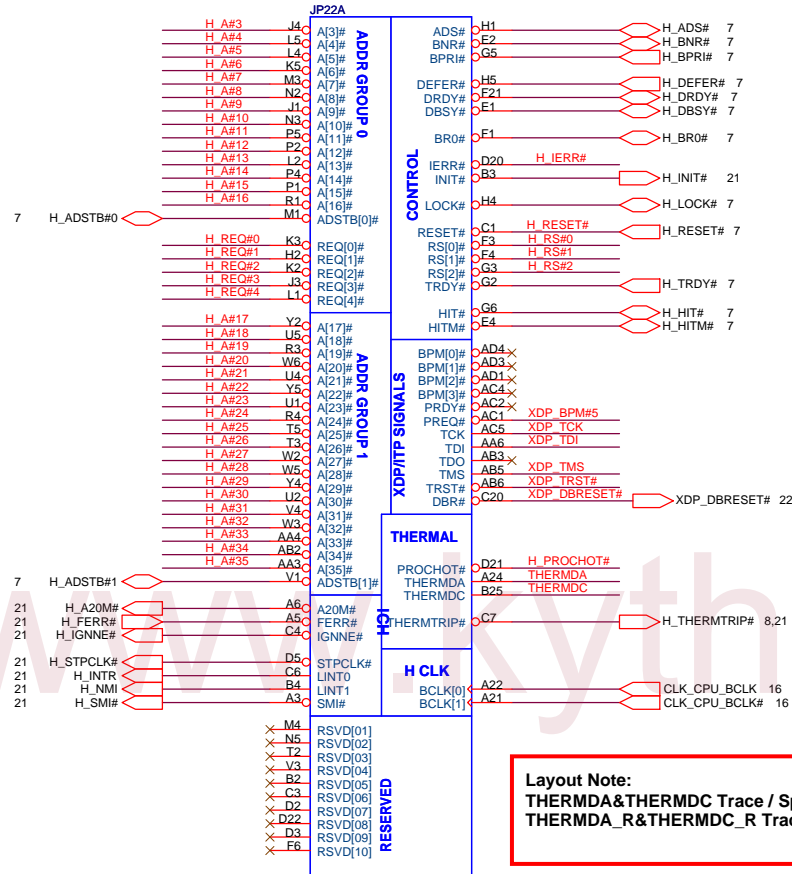 JP22A
H_A#3 J4 A[3]#
H_A#4 L5 A[4]#
H_A#5 L4 A[5]#
H_A#6 K5 A[6]#
H_A#7 M3 A[7]#
H_A#8 N2 A[8]#
H_A#9 J1 A[9]#
H_A#10 N3 A[10]#
H_A#11 P5 A[11]#
H_A#12 P2 A[12]#
H_A#13 L2 A[13]#
H_A#14 P4 A[14]#
H_A#15 P1 A[15]#
H_A#16 R1 A[16]#
7 H_ADSTB#0 M1 ADSTB[0]#
H_REQ#0 K3 REQ[0]#
H_REQ#1 H2 REQ[1]#
H_REQ#2 K2 REQ[2]#
H_REQ#3 J3 REQ[3]#
H_REQ#4 L1 REQ[4]#
ADDR GROUP 0
H_A#17 Y2 A[17]#
H_A#18 U5 A[18]#
H_A#19 R3 A[19]#
H_A#20 W6 A[20]#
H_A#21 U4 A[21]#
H_A#22 Y5 A[22]#
H_A#23 U1 A[23]#
H_A#24 R4 A[24]#
H_A#25 T5 A[25]#
H_A#26 T3 A[26]#
H_A#27 W2 A[27]#
H_A#28 W5 A[28]#
H_A#29 Y4 A[29]#
H_A#30 U2 A[30]#
H_A#31 V4 A[31]#
H_A#32 W3 A[32]#
H_A#33 AA4 A[33]#
H_A#34 AB2 A[34]#
H_A#35 AA3 A[35]#
7 H_ADSTB#1 V1 ADSTB[1]#
ADDR GROUP 1
21 H_A20M# A6 A20M#
21 H_FERR# A5 FERR#
21 H_IGNNE# C4 IGNNE#
21 H_STPCLK# D5 STPCLK#
21 H_INTR C6 LINT0
21 H_NMI B4 LINT1
21 H_SMI# A3 SMI#
ICH
M4 RSVD[01]
N5 RSVD[02]
T2 RSVD[03]
V3 RSVD[04]
B2 RSVD[05]
C3 RSVD[06]
D2 RSVD[07]
D22 RSVD[08]
D3 RSVD[09]
F6 RSVD[10]
RESERVED
CONTROL
ADS# H1 H_ADS# 7
BNR# E2 H_BNR# 7
BPRI# G5 H_BPRI# 7
DEFER# H5 H_DEFER# 7
DRDY# F21 H_DRDY# 7
DBSY# E1 H_DBSY# 7
BR0# F1 H_BR0# 7
IERR# D20 H_IERR#
INIT# B3 H_INIT# 21
LOCK# H4 H_LOCK# 7
RESET# C1 H_RESET# H_RESET# 7
RS[0]# F3 H_RS#0
RS[1]# F4 H_RS#1
RS[2]# G3 H_RS#2
TRDY# G2 H_TRDY# 7
HIT# G6 H_HIT# 7
HITM# E4 H_HITM# 7
XDP/ITP SIGNALS
BPM[0]# AD4
BPM[1]# AD3
BPM[2]# AD1
BPM[3]# AC4
PRDY# AC2
PREQ# AC1 XDP_BPM#5
TCK AC5 XDP_TCK
TDI AA6 XDP_TDI
TDO AB3
TMS AB5 XDP_TMS
TRST# AB6 XDP_TRST#
DBR# C20 XDP_DBRESET# XDP_DBRESET# 22
THERMAL
PROCHOT# D21 H_PROCHOT#
THERMDA A24 THERMDA
THERMDC B25 THERMDC
THERMTRIP# C7 H_THERMTRIP# 8,21
H CLK
BCLK[0] A22 CLK_CPU_BCLK 16
BCLK[1] A21 CLK_CPU_BCLK# 16
www.kyth
Layout Note:
THERMDA&THERMDC Trace / Sp
THERMDA_R&THERMDC_R Trac